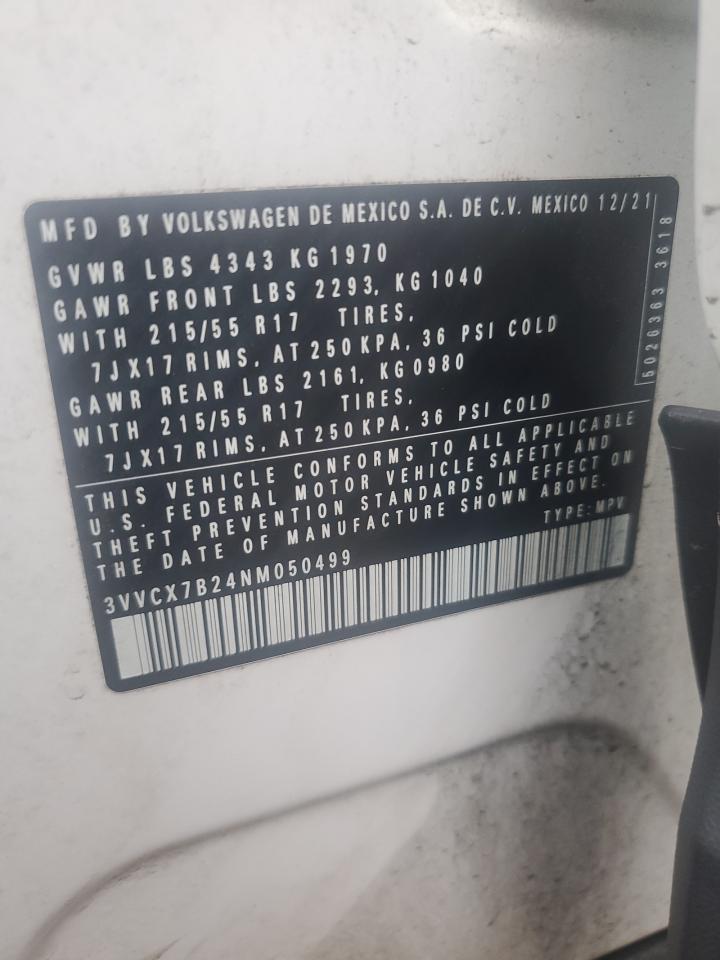 MFD BY VOLKSWAGEN DE MEXICO S.A. DE C.V. MEXICO 12/21
GVWR LBS 4343 KG 1970
GAWR FRONT LBS 2293, KG 1040
WITH 215/55 R17 TIRES,
7JX17 RIMS, AT 250 KPA, 36 PSI COLD
GAWR REAR LBS 2161, KG 0980
WITH 215/55 R17 TIRES,
7JX17 RIMS, AT 250 KPA, 36 PSI COLD
5026363 3618
THIS VEHICLE CONFORMS TO ALL APPLICABLE
U.S. FEDERAL MOTOR VEHICLE SAFETY AND
THEFT PREVENTION STANDARDS IN EFFECT ON
THE DATE OF MANUFACTURE SHOWN ABOVE.
3VVCX7B24NM050499 TYPE: MPV